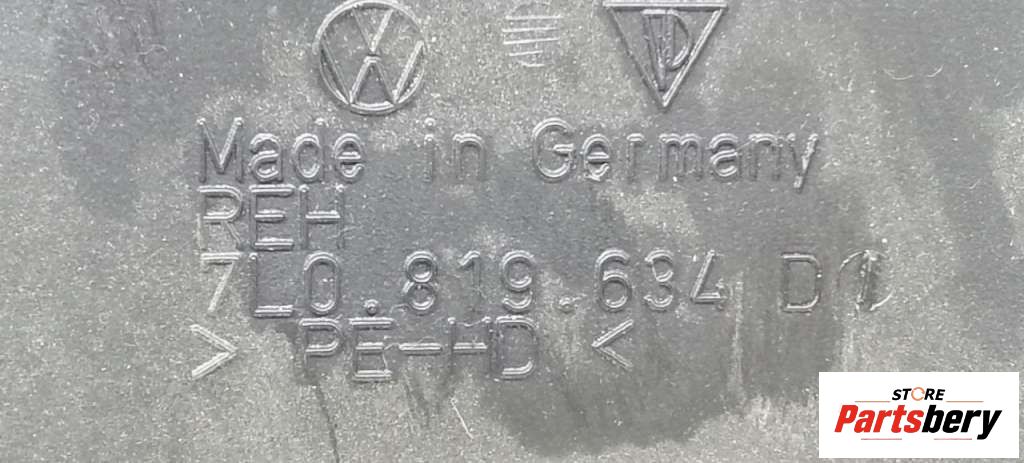 Made in Germany
REH
7L0.819.634 D
> PE-HD <
STORE
Partsbery